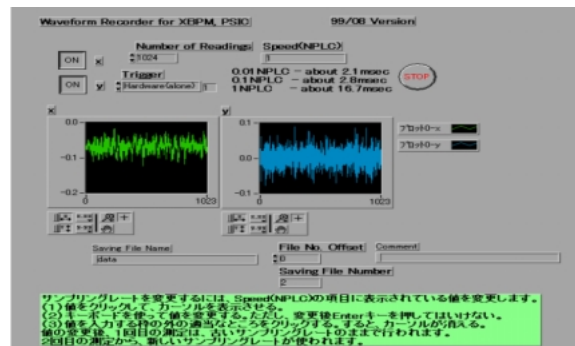 Waveform Recorder for XBPM, PSIC 99/08 Version
Number of Readings Speed(NPLC)
ON x 1024 1
Trigger 0.01NPLC - about 2.1msec
ON y Hardware(alone) 1 0.1NPLC - about 2.8msec STOP
1NPLC - about 16.7msec
x y
0.0 0.1
-0.1 0.0
-0.2 -0.1
0 1023 0 1023
プロット0-x
プロット0-y
Saving File Name File No. Offset Comment
data 0
Saving File Number
2
サンプリングレートを変更するには、Speed(NPLC)の項目に表示されている値を変更します。
(1)値をクリックして、カーソルを表示させる。
(2)キーボードを使って値を変更する。ただし、変更後Enterキーを押してはいけない。
(3)値を入力する枠の外の適当なところをクリックする。すると、カーソルが消える。
値の変更後、1回目の測定は、古いサンプリングレートのままで行われます。
2回目の測定から、新しいサンプリングレートが使われます。